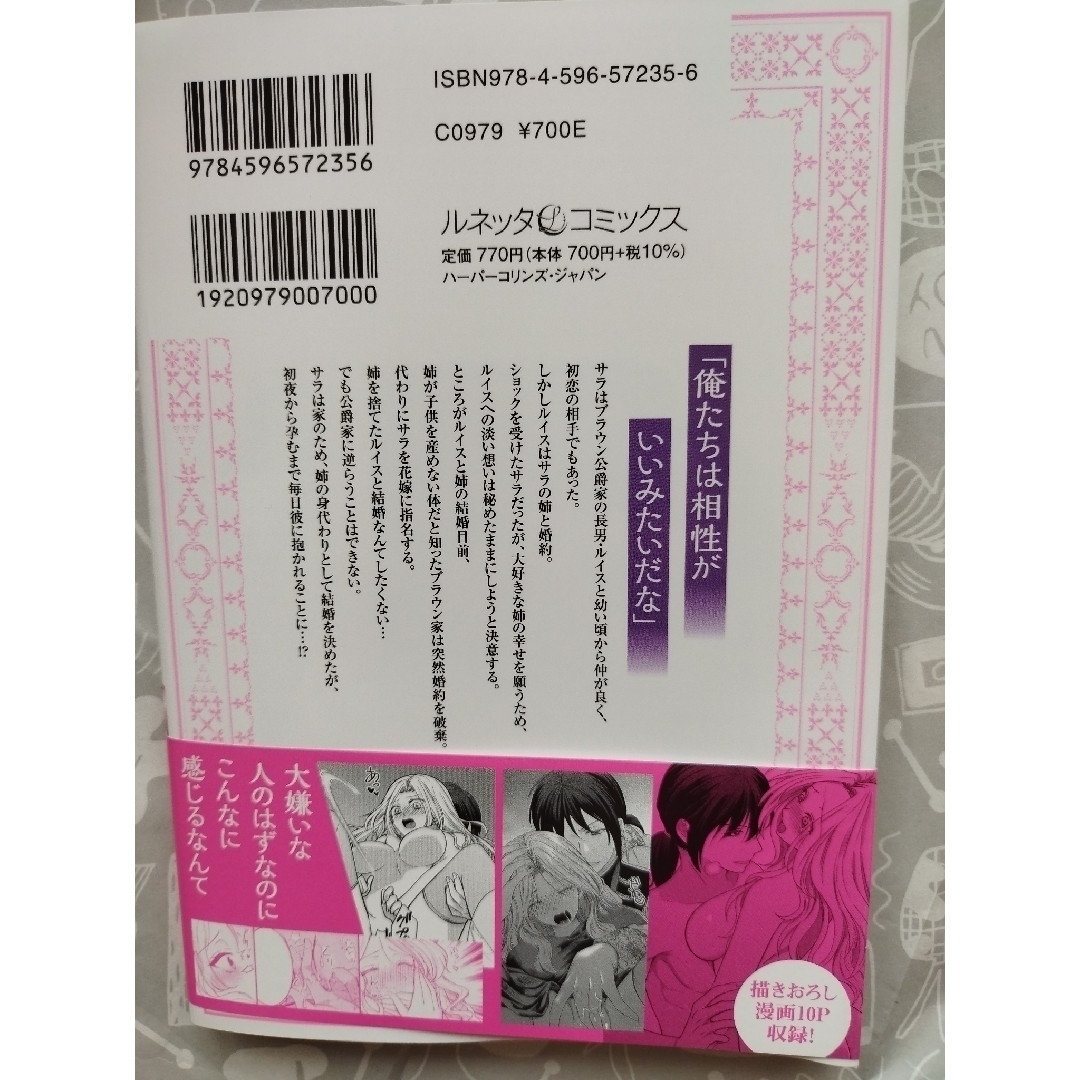 ISBN978-4-596-57235-6
C0979 ¥700E
9784596572356
ルネッタ コミックス
定価 770円(本体 700円+税10%)
ハーパーコリンズ・ジャパン
1920979007000
「俺たちは相性が
いいみたいだな」
サラはブラウン公爵家の長男・ルイスと幼い頃から仲が良く、
初恋の相手でもあった。
しかしルイスはサラの姉と婚約。
ショックを受けたサラだったが、大好きな姉の幸せを願うため、
ルイスへの淡い想いは秘めたままにしようと決意する。
ところがルイスと姉の結婚目前、
姉が子供を産めない体だと知ったブラウン家は突然婚約を破棄。
代わりにサラを花嫁に指名する。
姉を捨てたルイスと結婚なんてしたくない…
でも公爵家に逆らうことはできない。
サラは家のため、姉の身代わりとして結婚を決めたが、
初夜から孕むまで毎日彼に抱かれることに…!?
大嫌いな
人のはずなのに
こんなに
感じるなんて
あっ
描きおろし
漫画10P
収録!